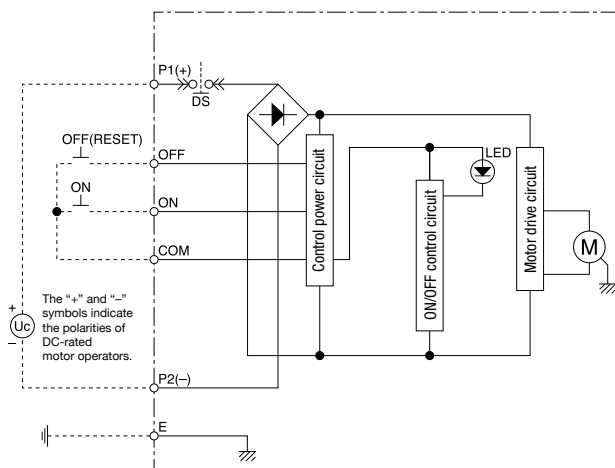 P1(+)
DS
OFF(RESET)
OFF
ON
ON
COM
Control power circuit
LED
ON/OFF control circuit
Motor drive circuit
M
+
Uc
–
The “+” and “–”
symbols indicate
the polarities of
DC-rated
motor operators.
P2(–)
E